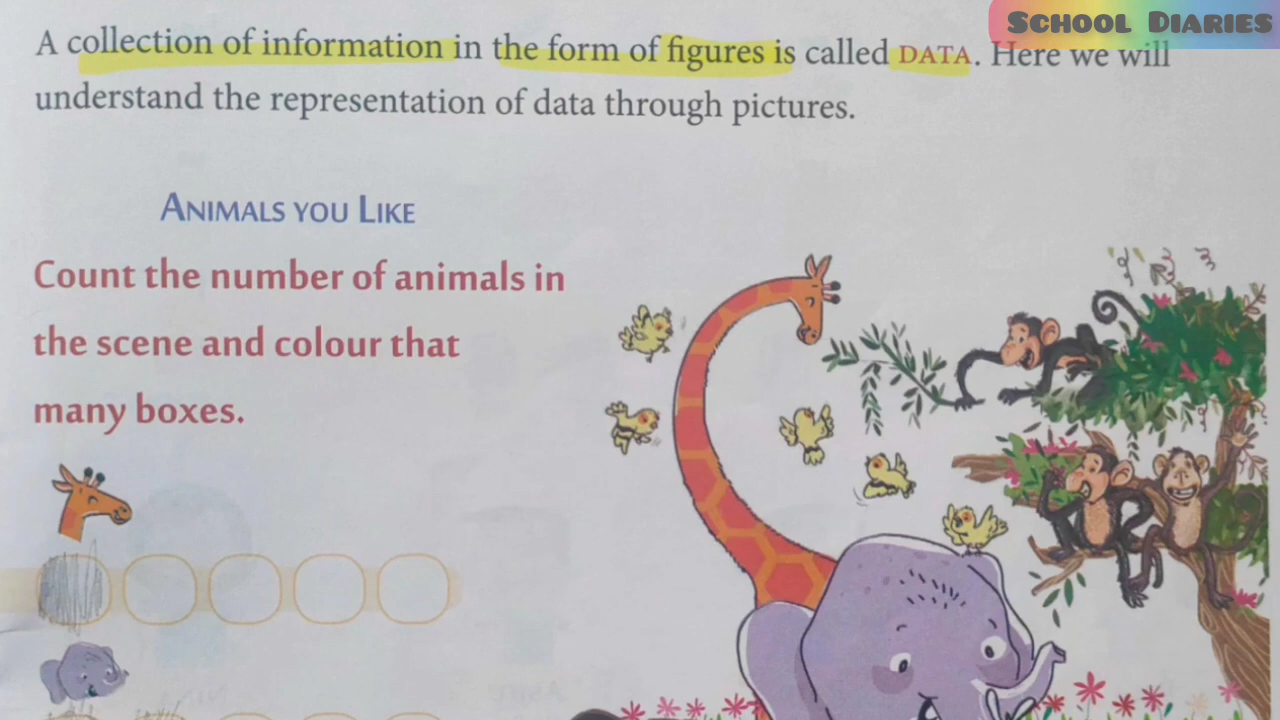 School Diaries
A collection of information in the form of figures is called DATA. Here we will
understand the representation of data through pictures.
ANIMALS YOU LIKE
Count the number of animals in
the scene and colour that
many boxes.